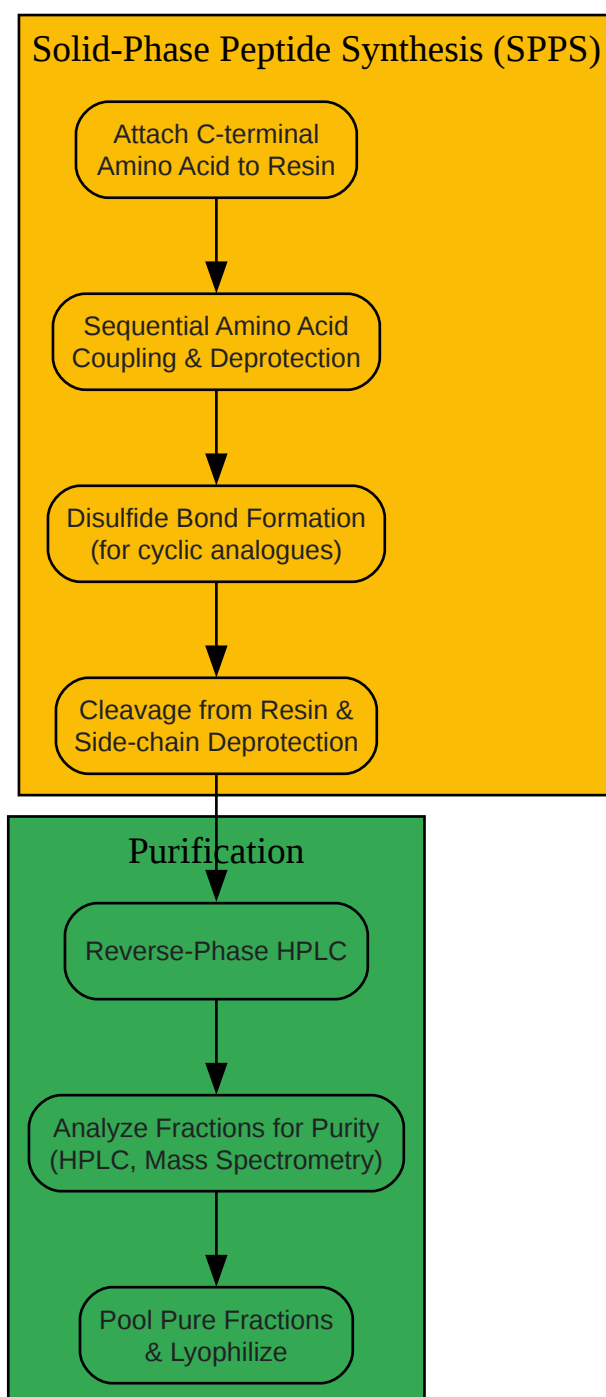 Solid-Phase Peptide Synthesis (SPPS)
Attach C-terminal
Amino Acid to Resin
Sequential Amino Acid
Coupling & Deprotection
Disulfide Bond Formation
(for cyclic analogues)
Cleavage from Resin &
Side-chain Deprotection
Purification
Reverse-Phase HPLC
Analyze Fractions for Purity
(HPLC, Mass Spectrometry)
Pool Pure Fractions
& Lyophilize